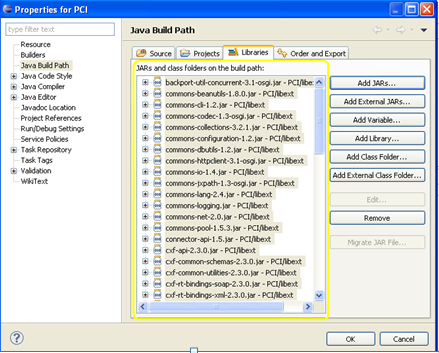 Properties for PCI
type filter text
Resource
Builders
Java Build Path
Java Code Style
Java Compiler
Java Editor
Javadoc Location
Project References
Run/Debug Settings
Service Policies
Task Repository
Task Tags
Validation
WikiText
Java Build Path
Source
Projects
Libraries
Order and Export
JARs and class folders on the build path:
backport-util-concurrent-3.1-osgi.jar - PCI/libext
commons-beanutils-1.8.0.jar - PCI/libext
commons-cli-1.2.jar - PCI/libext
commons-codec-1.3-osgi.jar - PCI/libext
commons-collections-3.2.1.jar - PCI/libext
commons-configuration-1.2.jar - PCI/libext
commons-dbutils-1.2.jar - PCI/libext
commons-httpclient-3.1-osgi.jar - PCI/libext
commons-io-1.4.jar - PCI/libext
commons-jxpath-1.3-osgi.jar - PCI/libext
commons-lang-2.4.jar - PCI/libext
commons-logging.jar - PCI/libext
commons-net-2.0.jar - PCI/libext
commons-pool-1.5.3.jar - PCI/libext
connector-api-1.5.jar - PCI/libext
cxf-api-2.3.0.jar - PCI/libext
cxf-common-schemas-2.3.0.jar - PCI/libext
cxf-common-utilities-2.3.0.jar - PCI/libext
cxf-rt-bindings-soap-2.3.0.jar - PCI/libext
cxf-rt-bindings-xml-2.3.0.jar - PCI/libext
Add JARs...
Add External JARs...
Add Variable...
Add Library...
Add Class Folder...
Add External Class Folder...
Edit...
Remove
Migrate JAR File...
?
OK
Cancel